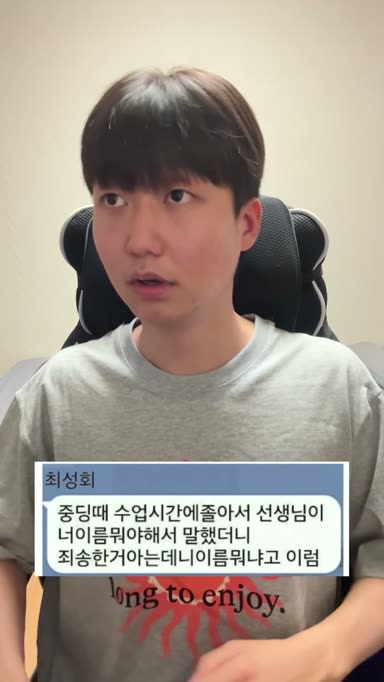 최성회
중딩때 수업시간에졸아서 선생님이
너이름뭐야해서 말했더니
죄송한거아는데니이름뭐냐고 이럼
long to enjoy.